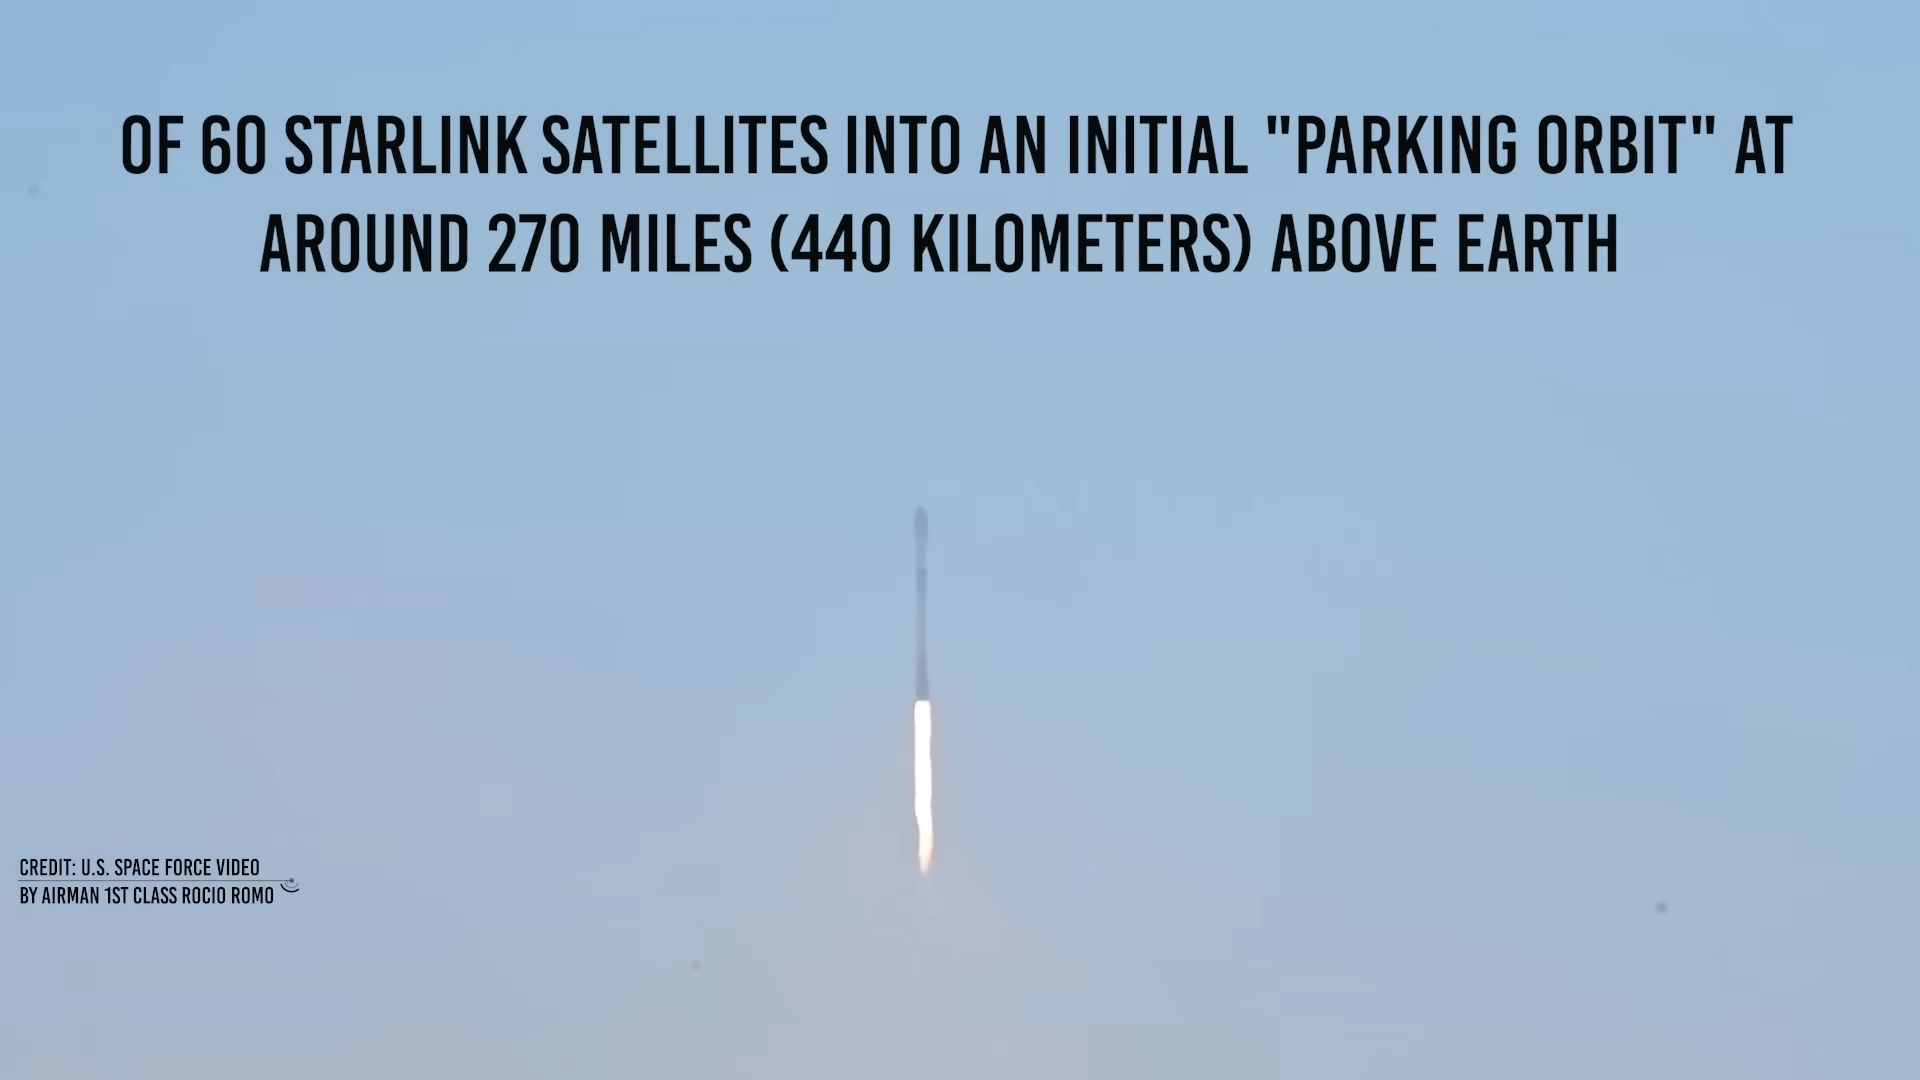 OF 60 STARLINK SATELLITES INTO AN INITIAL "PARKING ORBIT" AT
AROUND 270 MILES (440 KILOMETERS) ABOVE EARTH
CREDIT: U.S. SPACE FORCE VIDEO
BY AIRMAN 1ST CLASS ROCIO ROMO